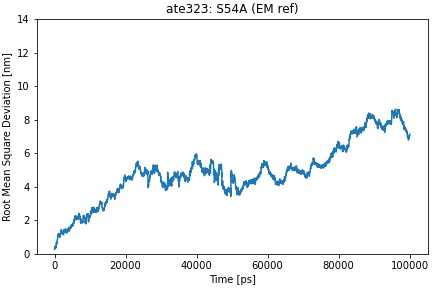 ate323: S54A (EM ref)
Root Mean Square Deviation [nm]
14
12
10
8
6
4
2
0
0 20000 40000 60000 80000 100000
Time [ps]